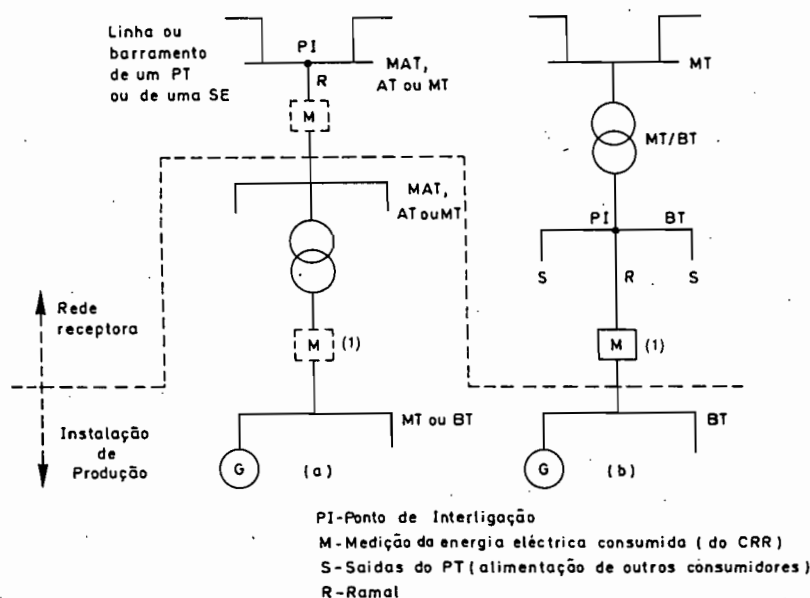 Linha ou
barramento
de um PT
ou de uma SE
PI
MAT,
AT ou MT
R
M
MAT,
AT ou MT
M
(1)
MT ou BT
G
(a)
MT
MT/BT
PI
BT
S
R
S
M
(1)
BT
G
(b)
Rede
receptora
Instalação
de
Produção
PI-Ponto de Interligação
M-Medição da energia eléctrica consumida (do CRR)
S-Saidas do PT (alimentação de outros consumidores)
R-Ramal